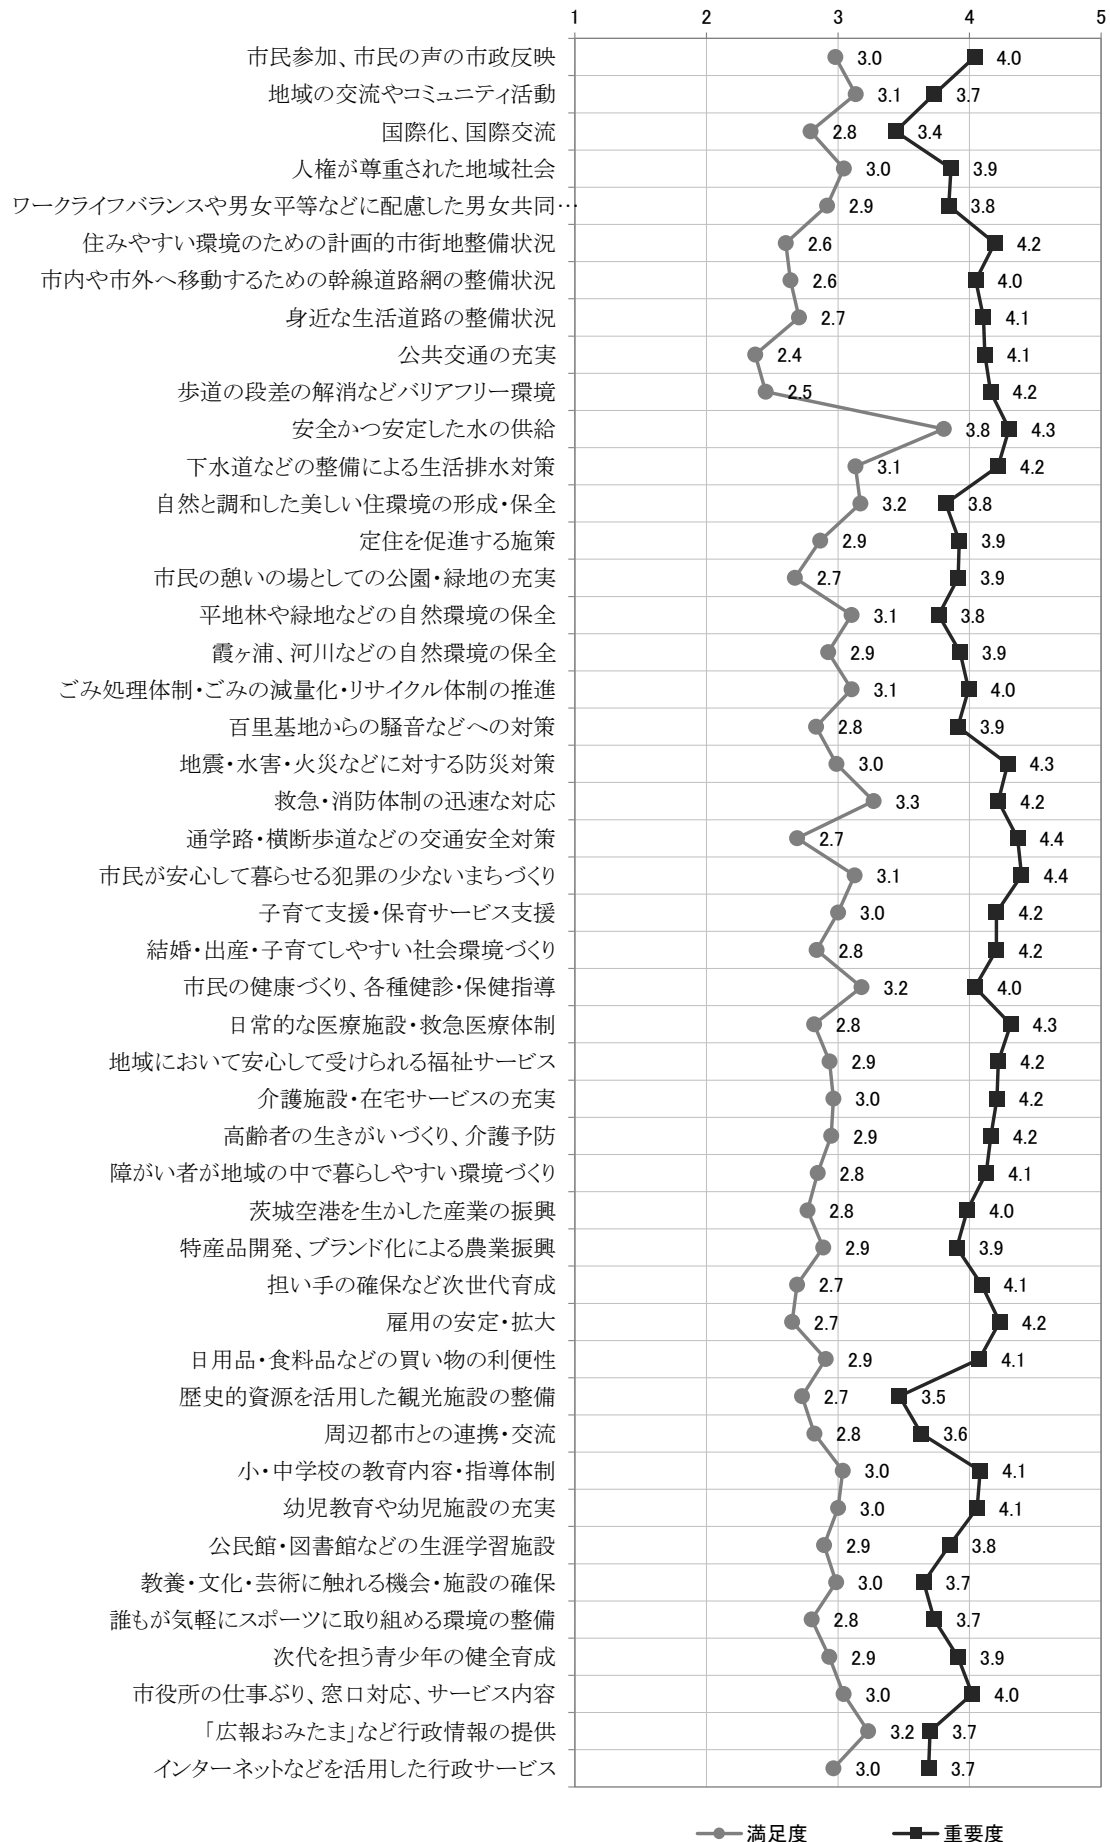 1 2 3 4 5
市民参加、市民の声の市政反映 3.0 4.0
地域の交流やコミュニティ活動 3.1 3.7
国際化、国際交流 2.8 3.4
人権が尊重された地域社会 3.0 3.9
ワークライフバランスや男女平等などに配慮した男女共同… 2.9 3.8
住みやすい環境のための計画的市街地整備状況 2.6 4.2
市内や市外へ移動するための幹線道路網の整備状況 2.6 4.0
身近な生活道路の整備状況 2.7 4.1
公共交通の充実 2.4 4.1
歩道の段差の解消などバリアフリー環境 2.5 4.2
安全かつ安定した水の供給 3.8 4.3
下水道などの整備による生活排水対策 3.1 4.2
自然と調和した美しい住環境の形成・保全 3.2 3.8
定住を促進する施策 2.9 3.9
市民の憩いの場としての公園・緑地の充実 2.7 3.9
平地林や緑地などの自然環境の保全 3.1 3.8
霞ヶ浦、河川などの自然環境の保全 2.9 3.9
ごみ処理体制・ごみの減量化・リサイクル体制の推進 3.1 4.0
百里基地からの騒音などへの対策 2.8 3.9
地震・水害・火災などに対する防災対策 3.0 4.3
救急・消防体制の迅速な対応 3.3 4.2
通学路・横断歩道などの交通安全対策 2.7 4.4
市民が安心して暮らせる犯罪の少ないまちづくり 3.1 4.4
子育て支援・保育サービス支援 3.0 4.2
結婚・出産・子育てしやすい社会環境づくり 2.8 4.2
市民の健康づくり、各種健診・保健指導 3.2 4.0
日常的な医療施設・救急医療体制 2.8 4.3
地域において安心して受けられる福祉サービス 2.9 4.2
介護施設・在宅サービスの充実 3.0 4.2
高齢者の生きがいづくり、介護予防 2.9 4.2
障がい者が地域の中で暮らしやすい環境づくり 2.8 4.1
茨城空港を生かした産業の振興 2.8 4.0
特産品開発、ブランド化による農業振興 2.9 3.9
担い手の確保など次世代育成 2.7 4.1
雇用の安定・拡大 2.7 4.2
日用品・食料品などの買い物の利便性 2.9 4.1
歴史的資源を活用した観光施設の整備 2.7 3.5
周辺都市との連携・交流 2.8 3.6
小・中学校の教育内容・指導体制 3.0 4.1
幼児教育や幼児施設の充実 3.0 4.1
公民館・図書館などの生涯学習施設 2.9 3.8
教養・文化・芸術に触れる機会・施設の確保 3.0 3.7
誰もが気軽にスポーツに取り組める環境の整備 2.8 3.7
次代を担う青少年の健全育成 2.9 3.9
市役所の仕事ぶり、窓口対応、サービス内容 3.0 4.0
「広報おみたま」など行政情報の提供 3.2 3.7
インターネットなどを活用した行政サービス 3.0 3.7
満足度 重要度